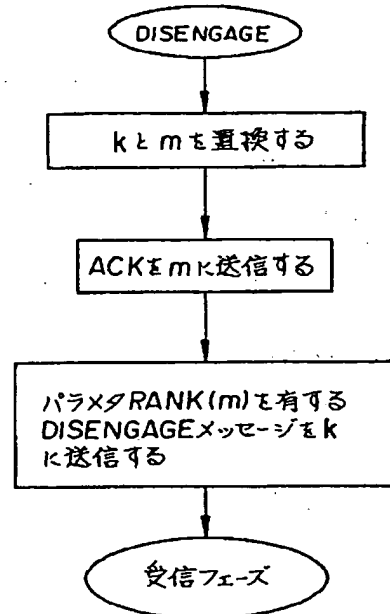 DISENGAGE
kとmを置換する
ACKをmに送信する
パラメタRANK(m)を有する
DISENGAGEメッセージをk
に送信する
受信フェーズ